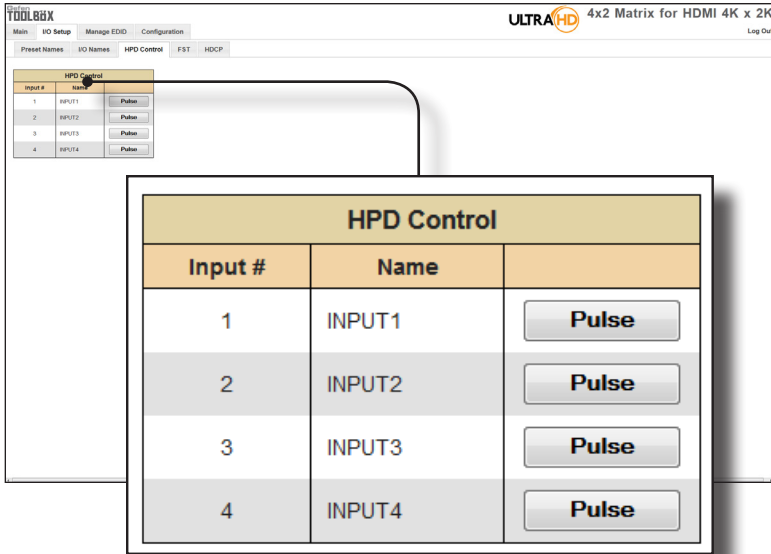 Gefen
TOOLBOX
ULTRA HD
4x2 Matrix for HDMI 4K x 2K
Main I/O Setup Manage EDID Configuration
Log Out
Preset Names I/O Names HPD Control FST HDCP
HPD Control
Input # Name
1 INPUT1 Pulse
2 INPUT2 Pulse
3 INPUT3 Pulse
4 INPUT4 Pulse
HPD Control
Input # Name
1 INPUT1 Pulse
2 INPUT2 Pulse
3 INPUT3 Pulse
4 INPUT4 Pulse